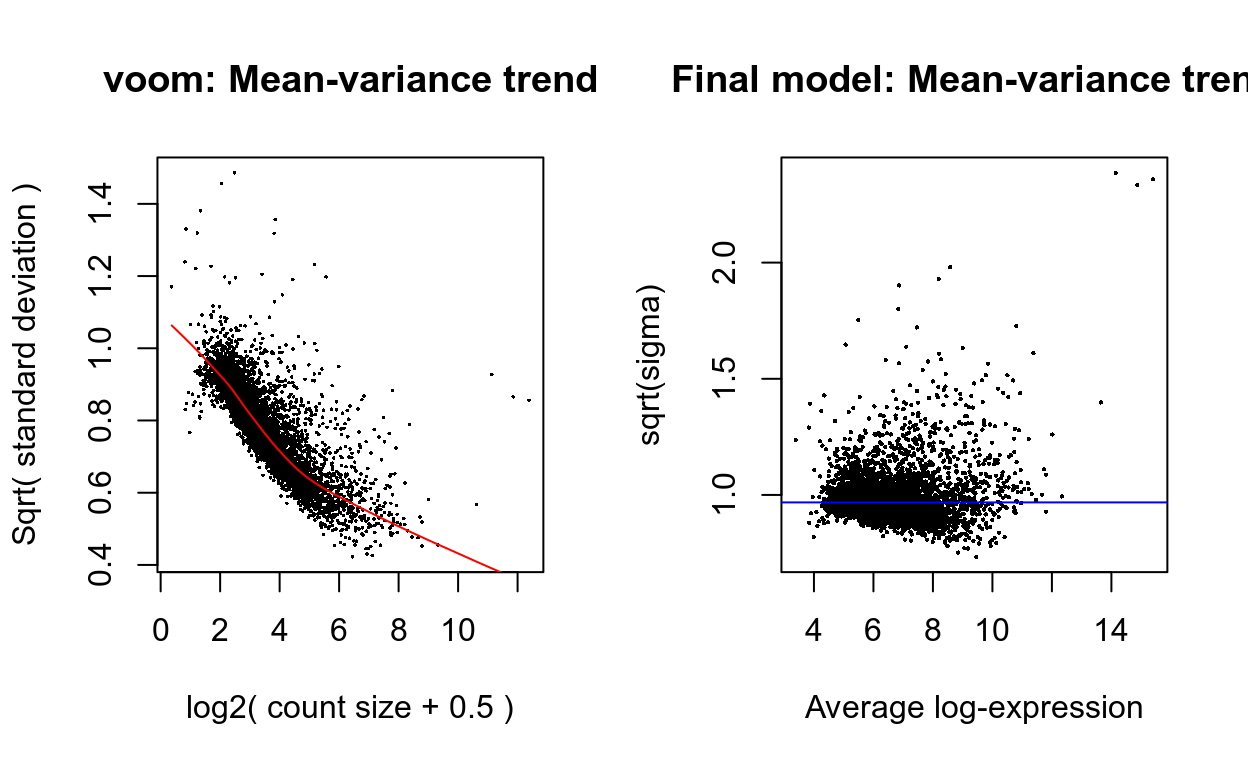 voom: Mean-variance trend
Sqrt( standard deviation )
1.4
1.2
1.0
0.8
0.6
0.4
0 2 4 6 8 10
log2( count size + 0.5 )
Final model: Mean-variance tren
sqrt(sigma)
2.0
1.5
1.0
4 6 8 10 14
Average log-expression